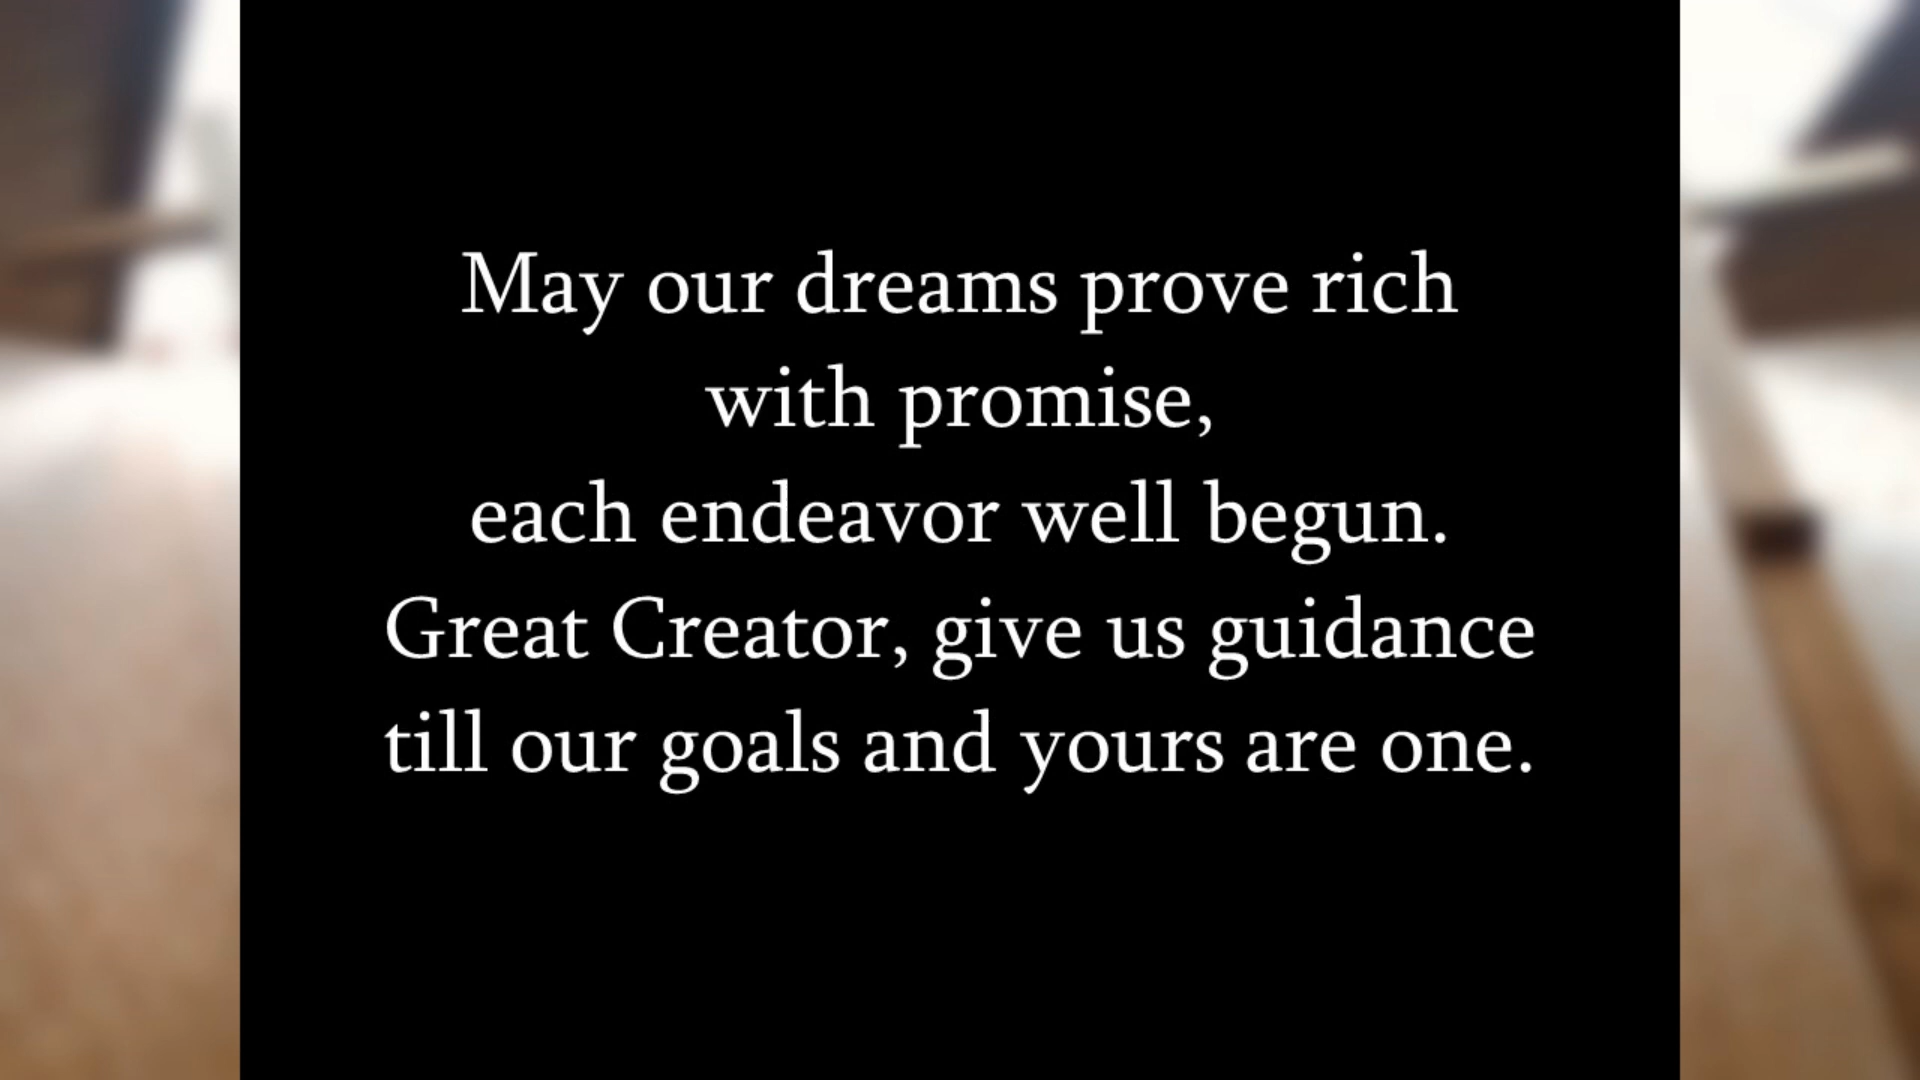 May our dreams prove rich
with promise,
each endeavor well begun.
Great Creator, give us guidance
till our goals and yours are one.